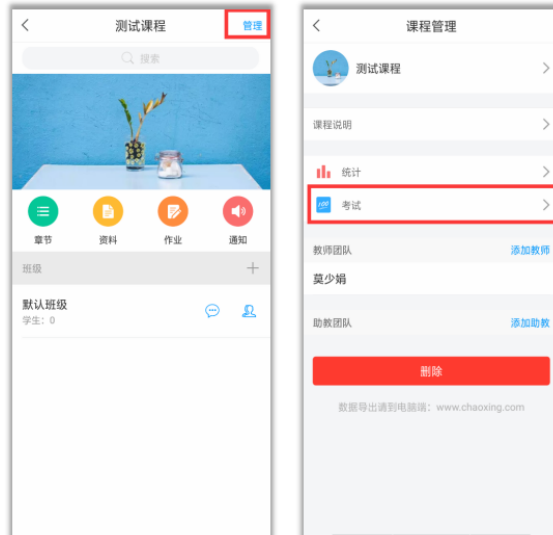 测试课程
管理
搜索
章节
资料
作业
通知
班级
默认班级
学生：0
课程管理
测试课程
课程说明
统计
考试
教师团队
添加教师
莫少娟
助教团队
添加助教
删除
数据导出请到电脑端：www.chaoxing.com